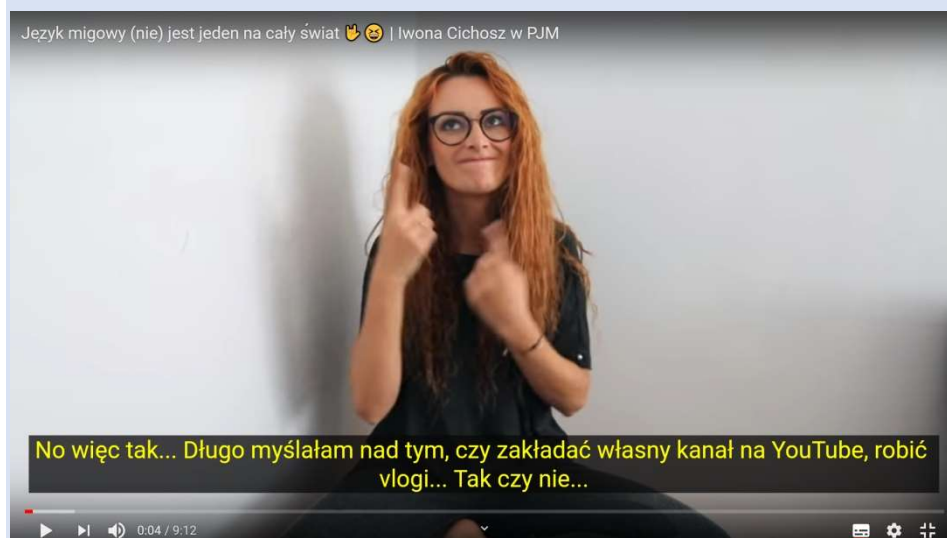 Język migowy (nie) jest jeden na cały świat 🤟😆 | Iwona Cichosz w PJM
No więc tak... Długo myślałam nad tym, czy zakładać własny kanał na YouTube, robić
vlogi... Tak czy nie...
0:04 / 9:12